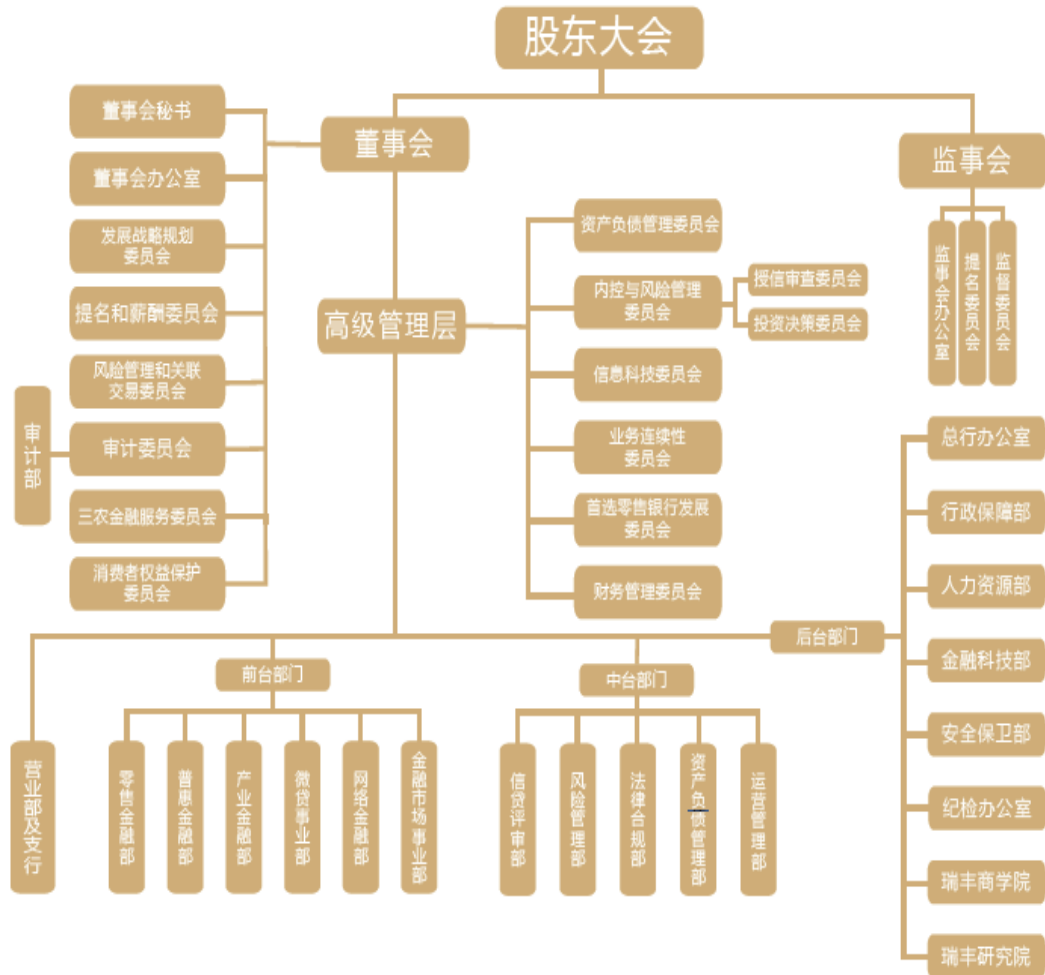 股东大会
董事会
监事会
董事会秘书
董事会办公室
发展战略规划
委员会
提名和薪酬委员会
风险管理和关联
交易委员会
审计委员会
审计部
三农金融服务委员会
消费者权益保护
委员会
高级管理层
资产负债管理委员会
内控与风险管理
委员会
授信审查委员会
投资决策委员会
信息科技委员会
业务连续性
委员会
首选零售银行发展
委员会
财务管理委员会
监事会办公室
提名委员会
监督委员会
后台部门
总行办公室
行政保障部
人力资源部
金融科技部
安全保卫部
纪检办公室
瑞丰商学院
瑞丰研究院
前台部门
中台部门
营业部及支行
零售金融部
普惠金融部
产业金融部
微贷事业部
网络金融部
金融市场事业部
信贷评审部
风险管理部
法律合规部
资产负债管理部
运营管理部